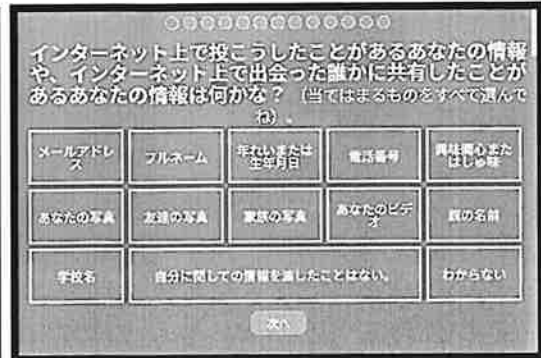 インターネット上で投こうしたことがあるあなたの情報
や、インターネット上で出会った誰かに共有したことが
あるあなたの情報は何かな？（当てはまるものをすべて選んで
ね）。
メールアドレ
ス
フルネーム
年れいまたは
生年月日
電話番号
興味関心また
はしゅ味
あなたの写真
友達の写真
家族の写真
あなたのビデ
オ
親の名前
学校名
自分に関しての情報を渡したことはない。
わからない
次へ